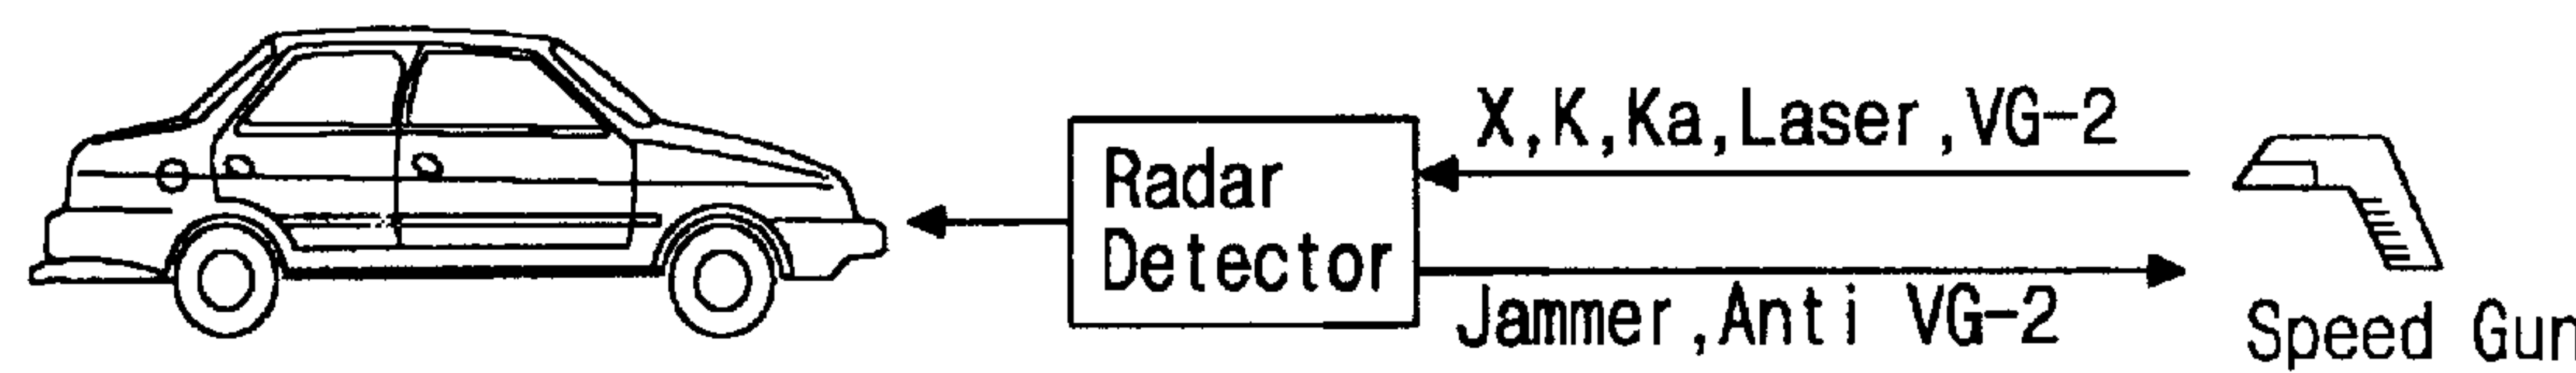 X,K,Ka,Laser,VG-2
Radar
Detector
Jammer,Anti VG-2
Speed Gun